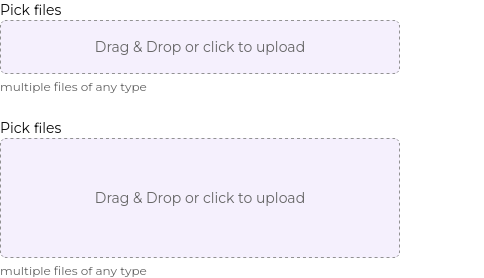 Pick files
Drag & Drop or click to upload
multiple files of any type
Pick files
Drag & Drop or click to upload
multiple files of any type